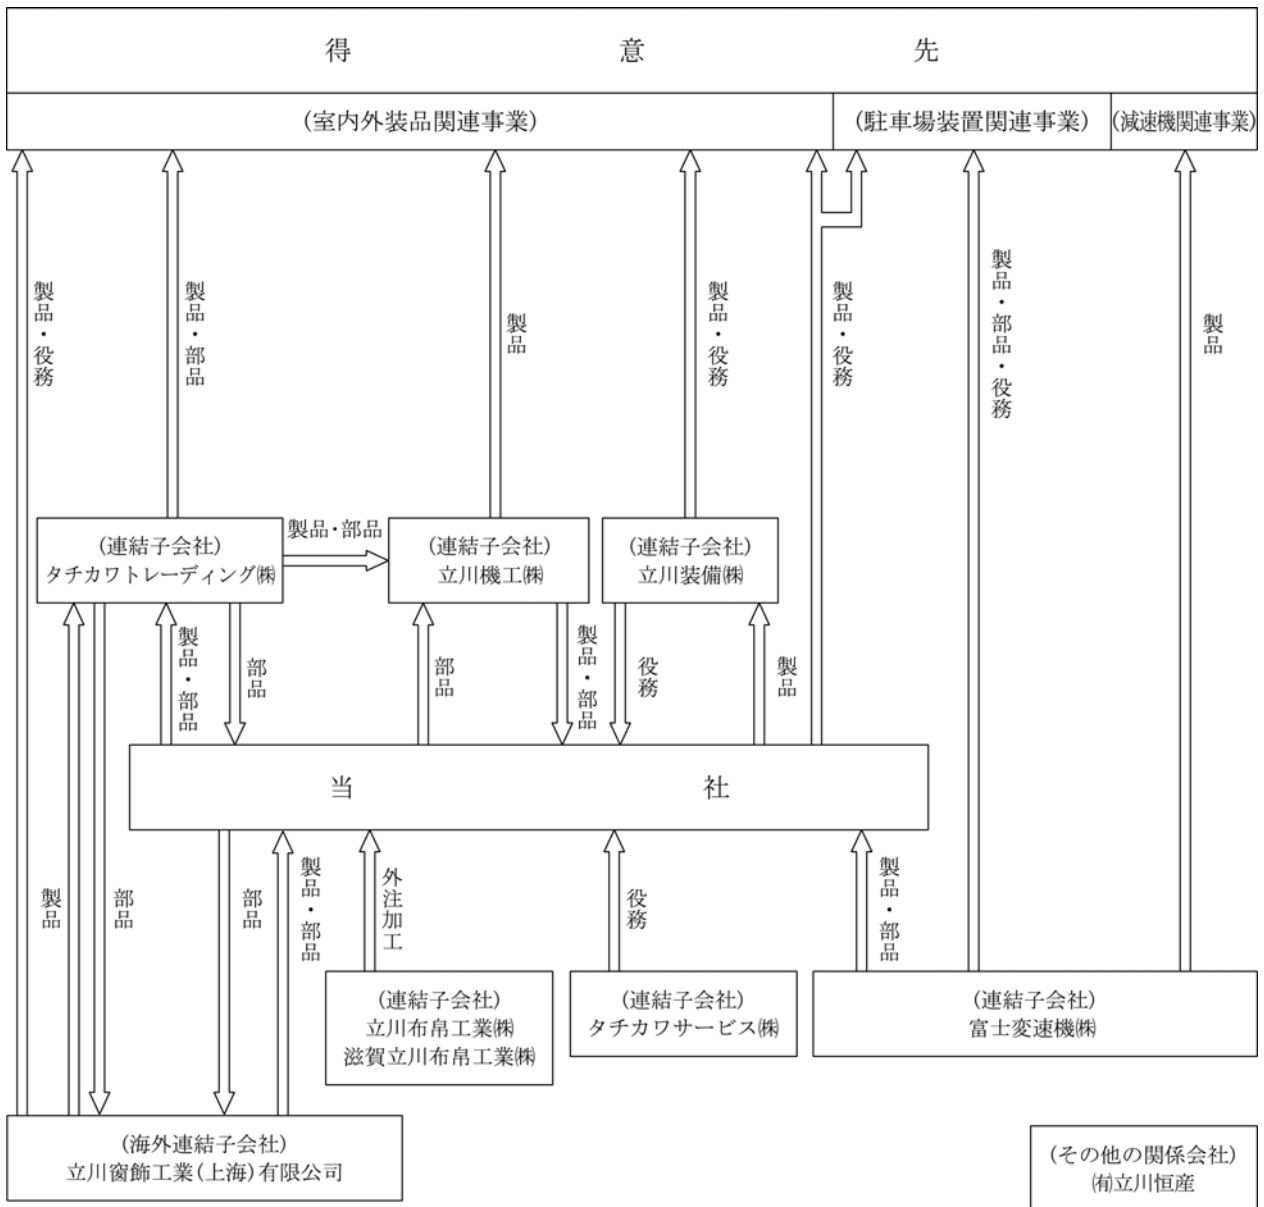 得意先
(室内外装品関連事業)
(駐車場装置関連事業)
(減速機関連事業)
製品・役務
製品・部品
製品
製品・役務
製品・役務
製品・部品・役務
製品
(連結子会社)
タチカワトレーディング㈱
製品・部品
(連結子会社)
立川機工㈱
(連結子会社)
立川装備㈱
製品・部品
部品
部品
製品・部品
役務
製品
当社
製品
部品
部品
製品・部品
外注加工
役務
製品・部品
(連結子会社)
立川布帛工業㈱
滋賀立川布帛工業㈱
(連結子会社)
タチカワサービス㈱
(連結子会社)
富士変速機㈱
(海外連結子会社)
立川窗飾工業(上海)有限公司
(その他の関係会社)
㈲立川恒産